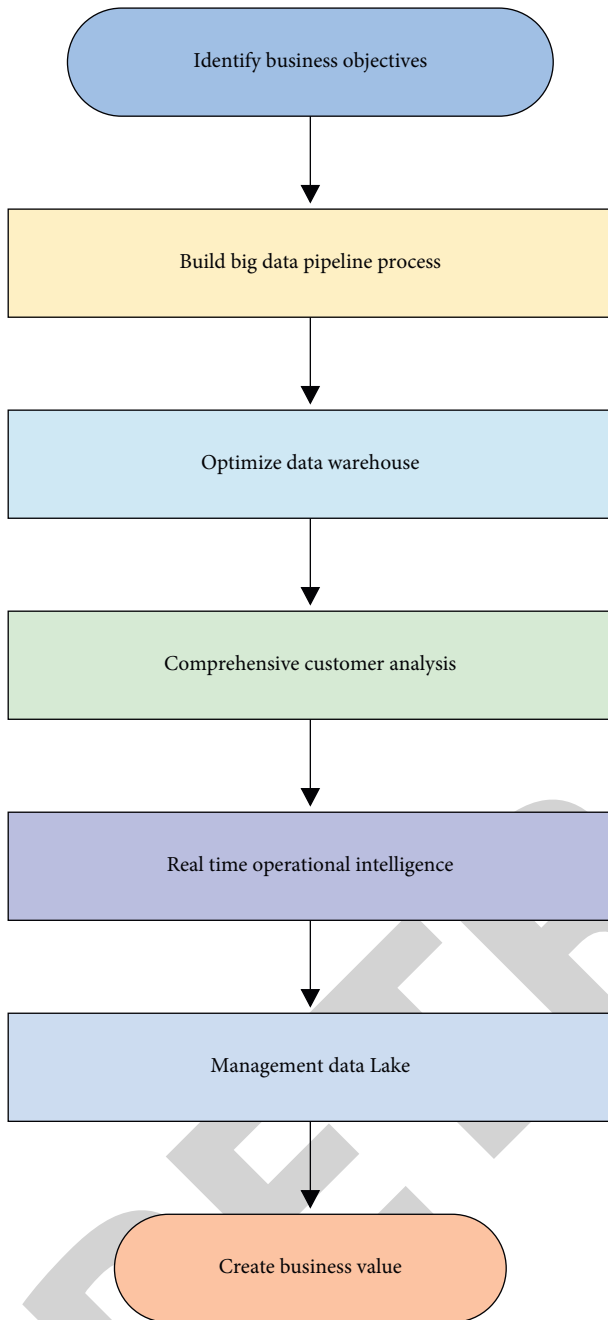 Identify business objectives
Build big data pipeline process
Optimize data warehouse
Comprehensive customer analysis
Real time operational intelligence
Management data Lake
Create business value